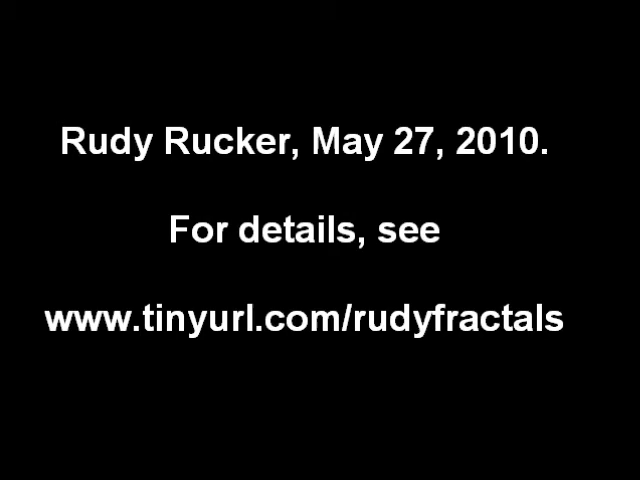 Rudy Rucker, May 27, 2010.
For details, see
www.tinyurl.com/rudyfractals